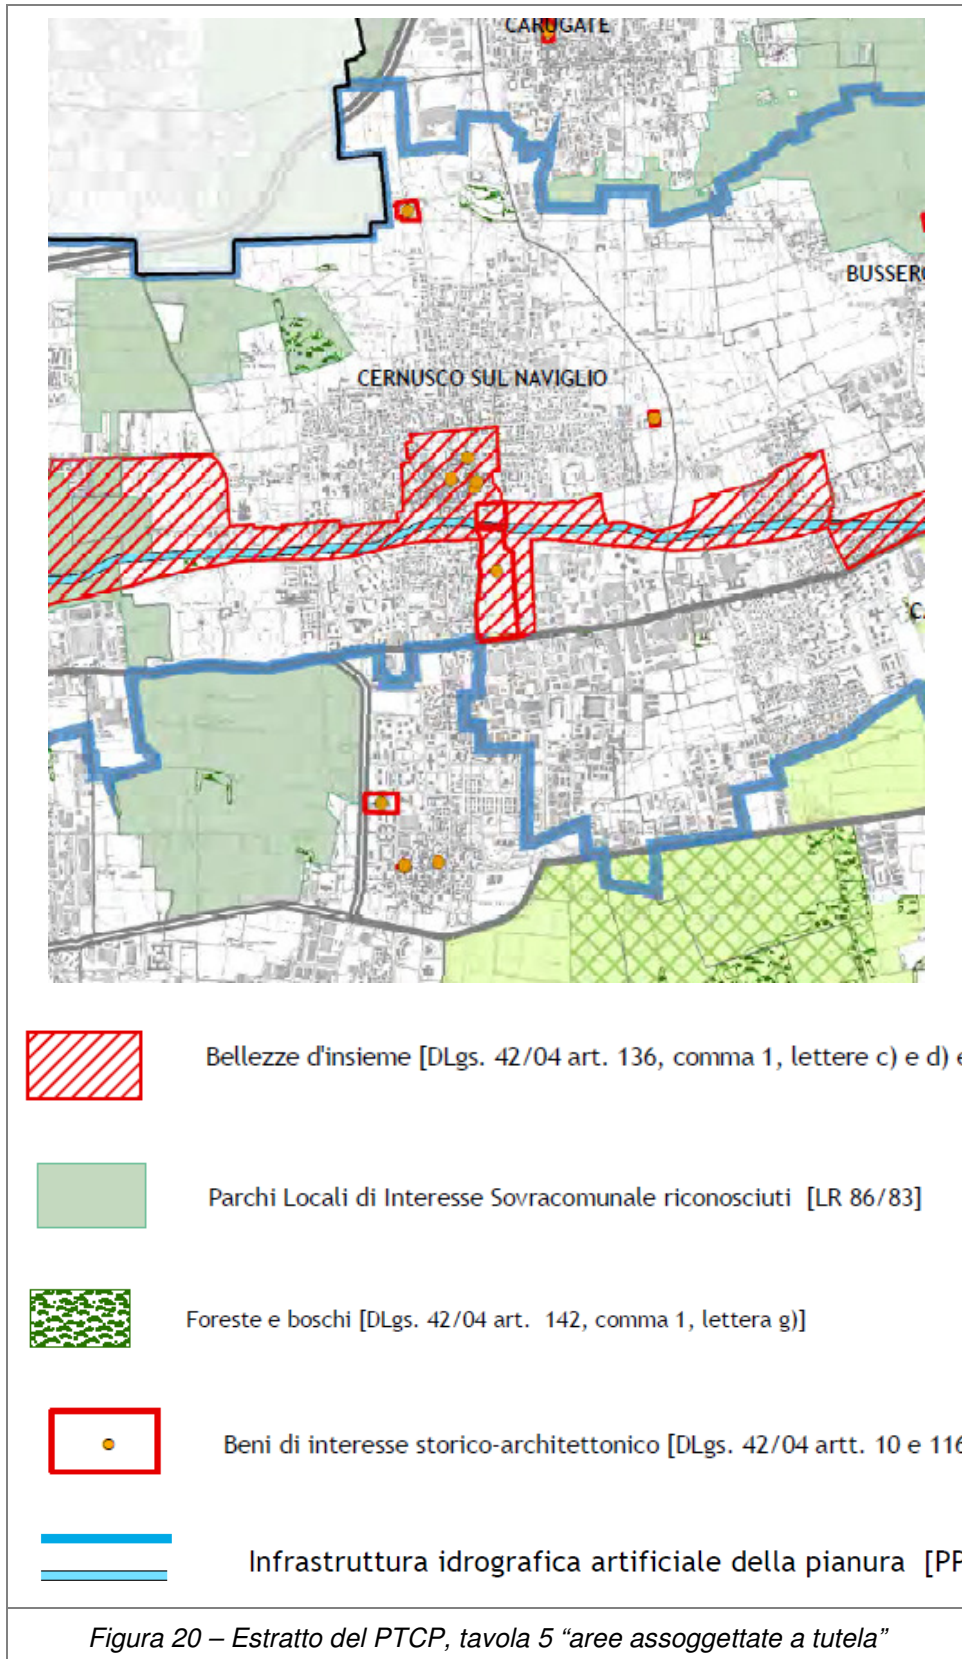 CARUGATE
BUSSERO
CERNUSCO SUL NAVIGLIO
Bellezze d'insieme [DLgs. 42/04 art. 136, comma 1, lettere c) e d) e
Parchi Locali di Interesse Sovracomunale riconosciuti [LR 86/83]
Foreste e boschi [DLgs. 42/04 art. 142, comma 1, lettera g)]
Beni di interesse storico-architettonico [DLgs. 42/04 artt. 10 e 116
Infrastruttura idrografica artificiale della pianura [PP
Figura 20 – Estratto del PTCP, tavola 5 “aree assoggettate a tutela”